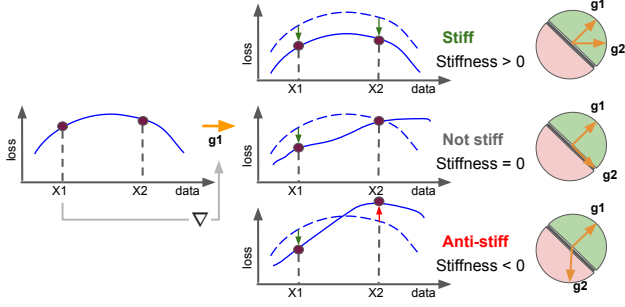 loss
X1
X2
data
g1
∇
loss
X1
X2
data
Stiff
Stiffness > 0
g1
g2
loss
X1
X2
data
Not stiff
Stiffness = 0
g1
g2
loss
X1
X2
data
Anti-stiff
Stiffness < 0
g1
g2